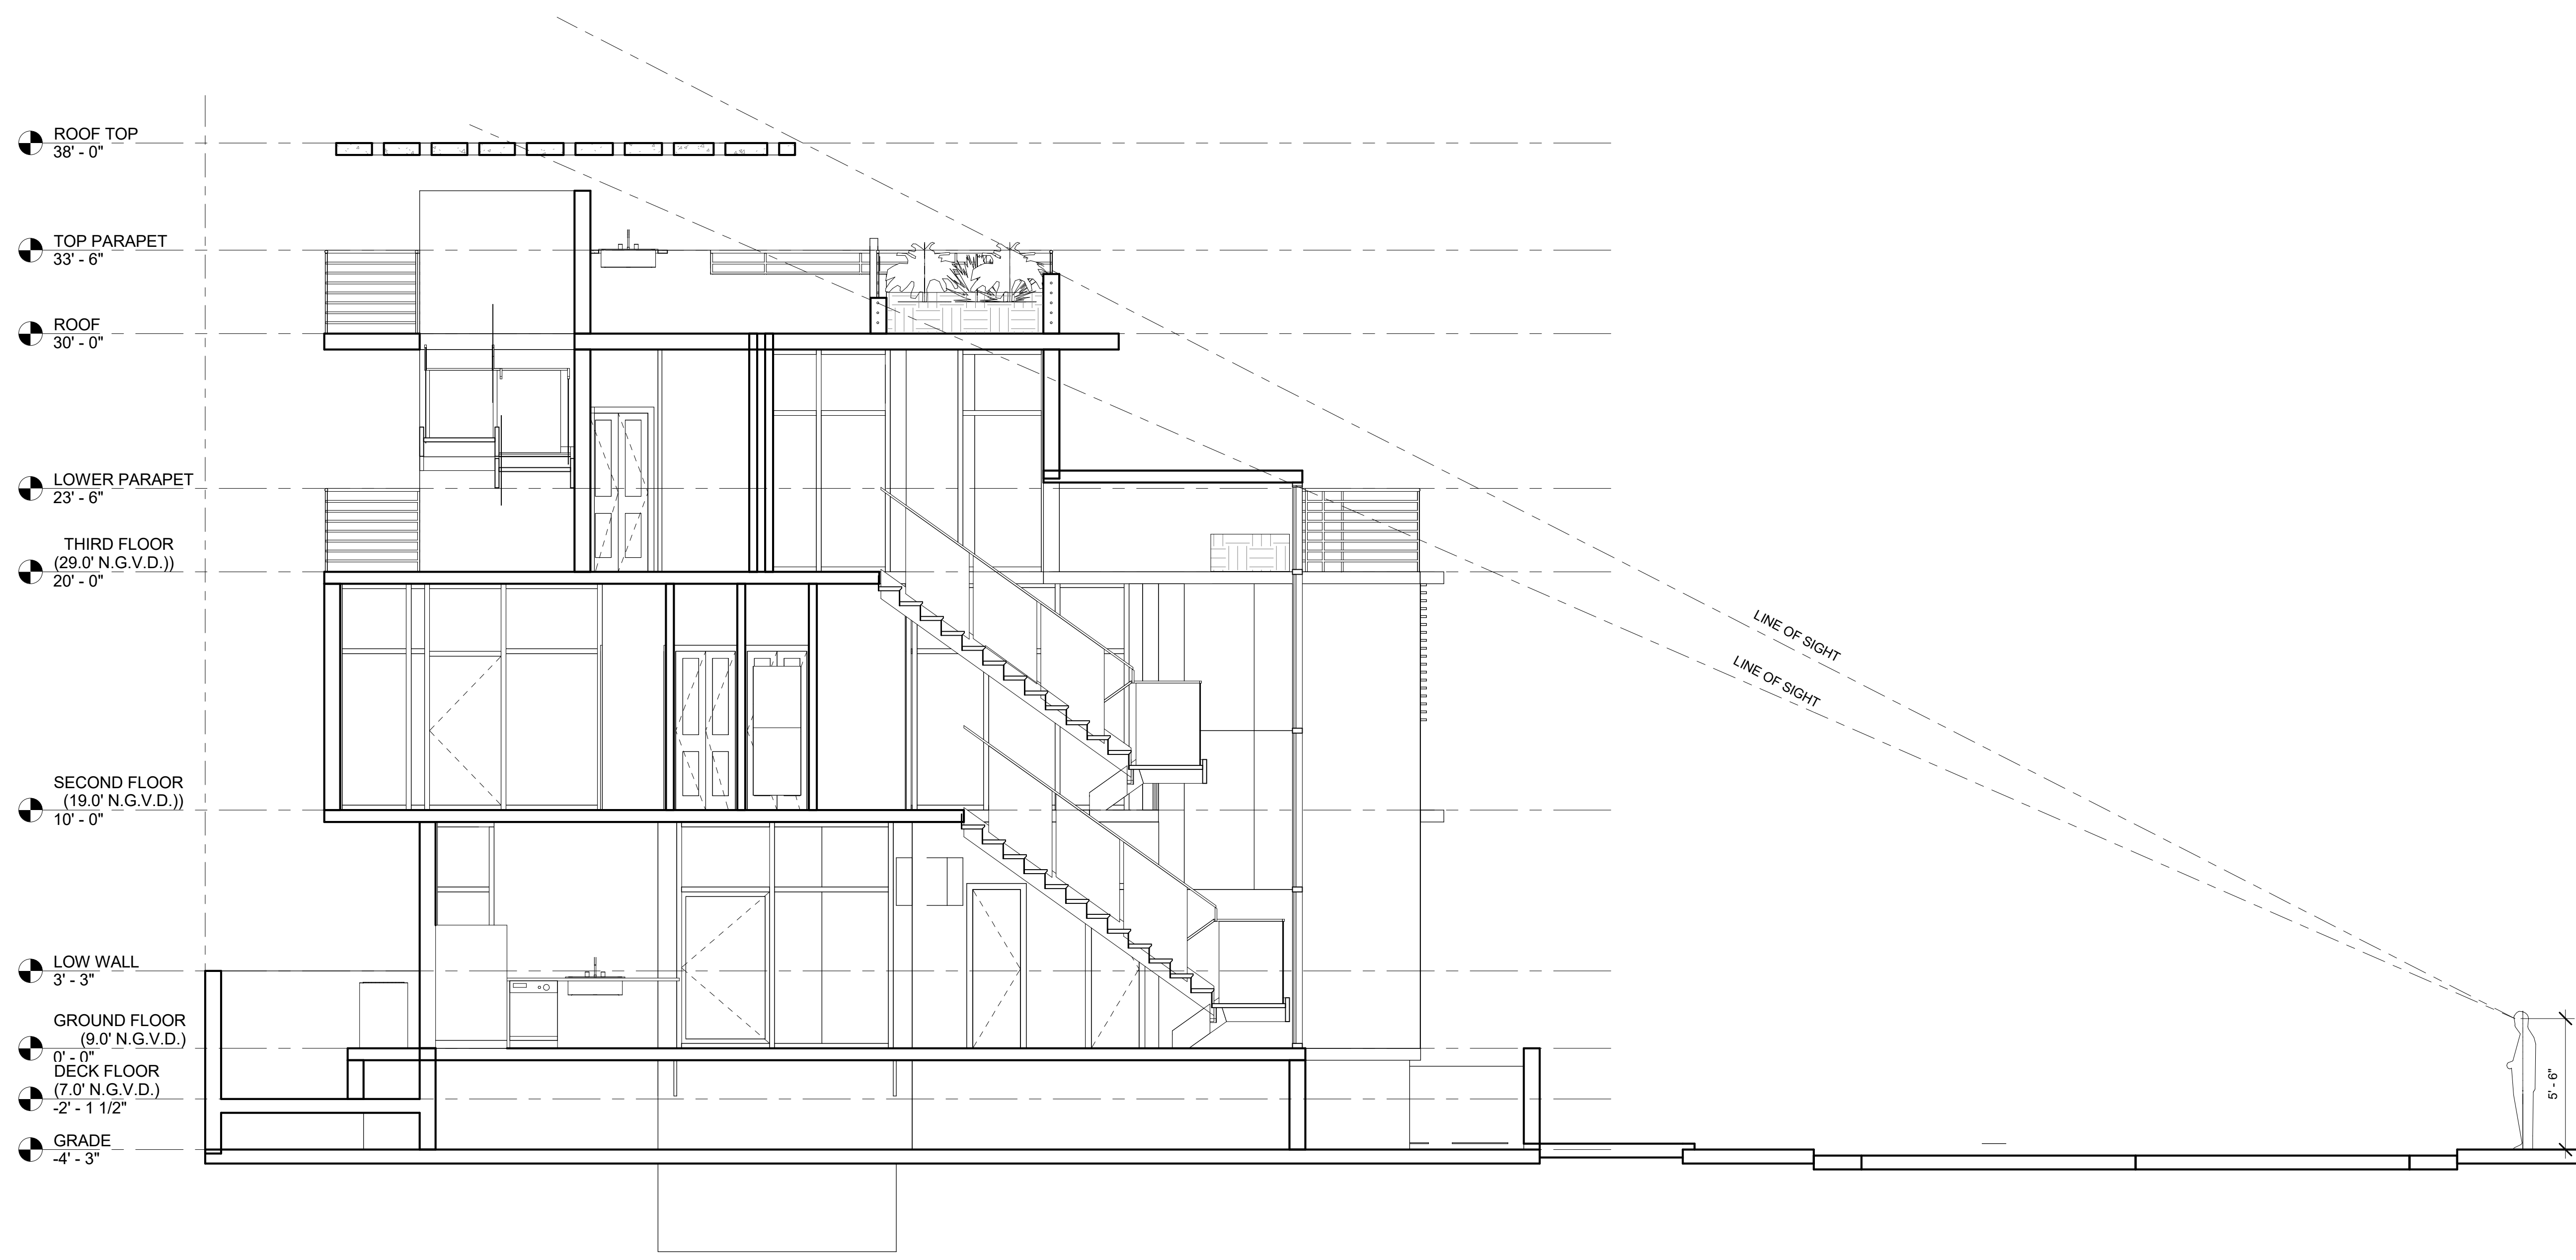 ROOF TOP
38' - 0"
TOP PARAPET
33' - 6"
ROOF
30' - 0"
LOWER PARAPET
23' - 6"
THIRD FLOOR
(29.0' N.G.V.D.))
20' - 0"
LINE OF SIGHT
LINE OF SIGHT
SECOND FLOOR
(19.0' N.G.V.D.))
10' - 0"
LOW WALL
3' - 3"
GROUND FLOOR
(9.0' N.G.V.D.)
0' - 0"
DECK FLOOR
(7.0' N.G.V.D.)
-2' - 1 1/2"
5' - 6"
GRADE
-4' - 3"